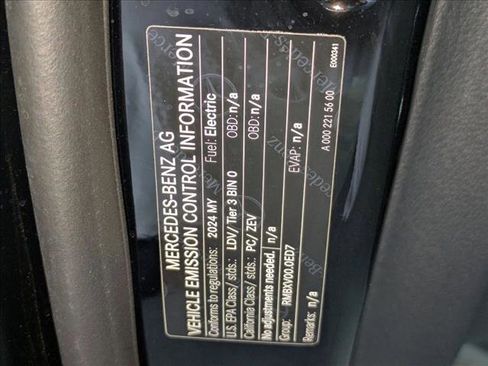 MERCEDES-BENZ AG
VEHICLE EMISSION CONTROL INFORMATION
Conforms to regulations: 2024 MY Fuel: Electric
U.S. EPA Class/ stds.: LDV/ Tier 3 BIN 0 OBD: n/a
California Class/ stds.: PC/ ZEV OBD: n/a
No adjustments needed. n/a
Group: RMBXV00.0ED7 EVAP: n/a
Remarks: n/a
A 000 221 56 00
E000341